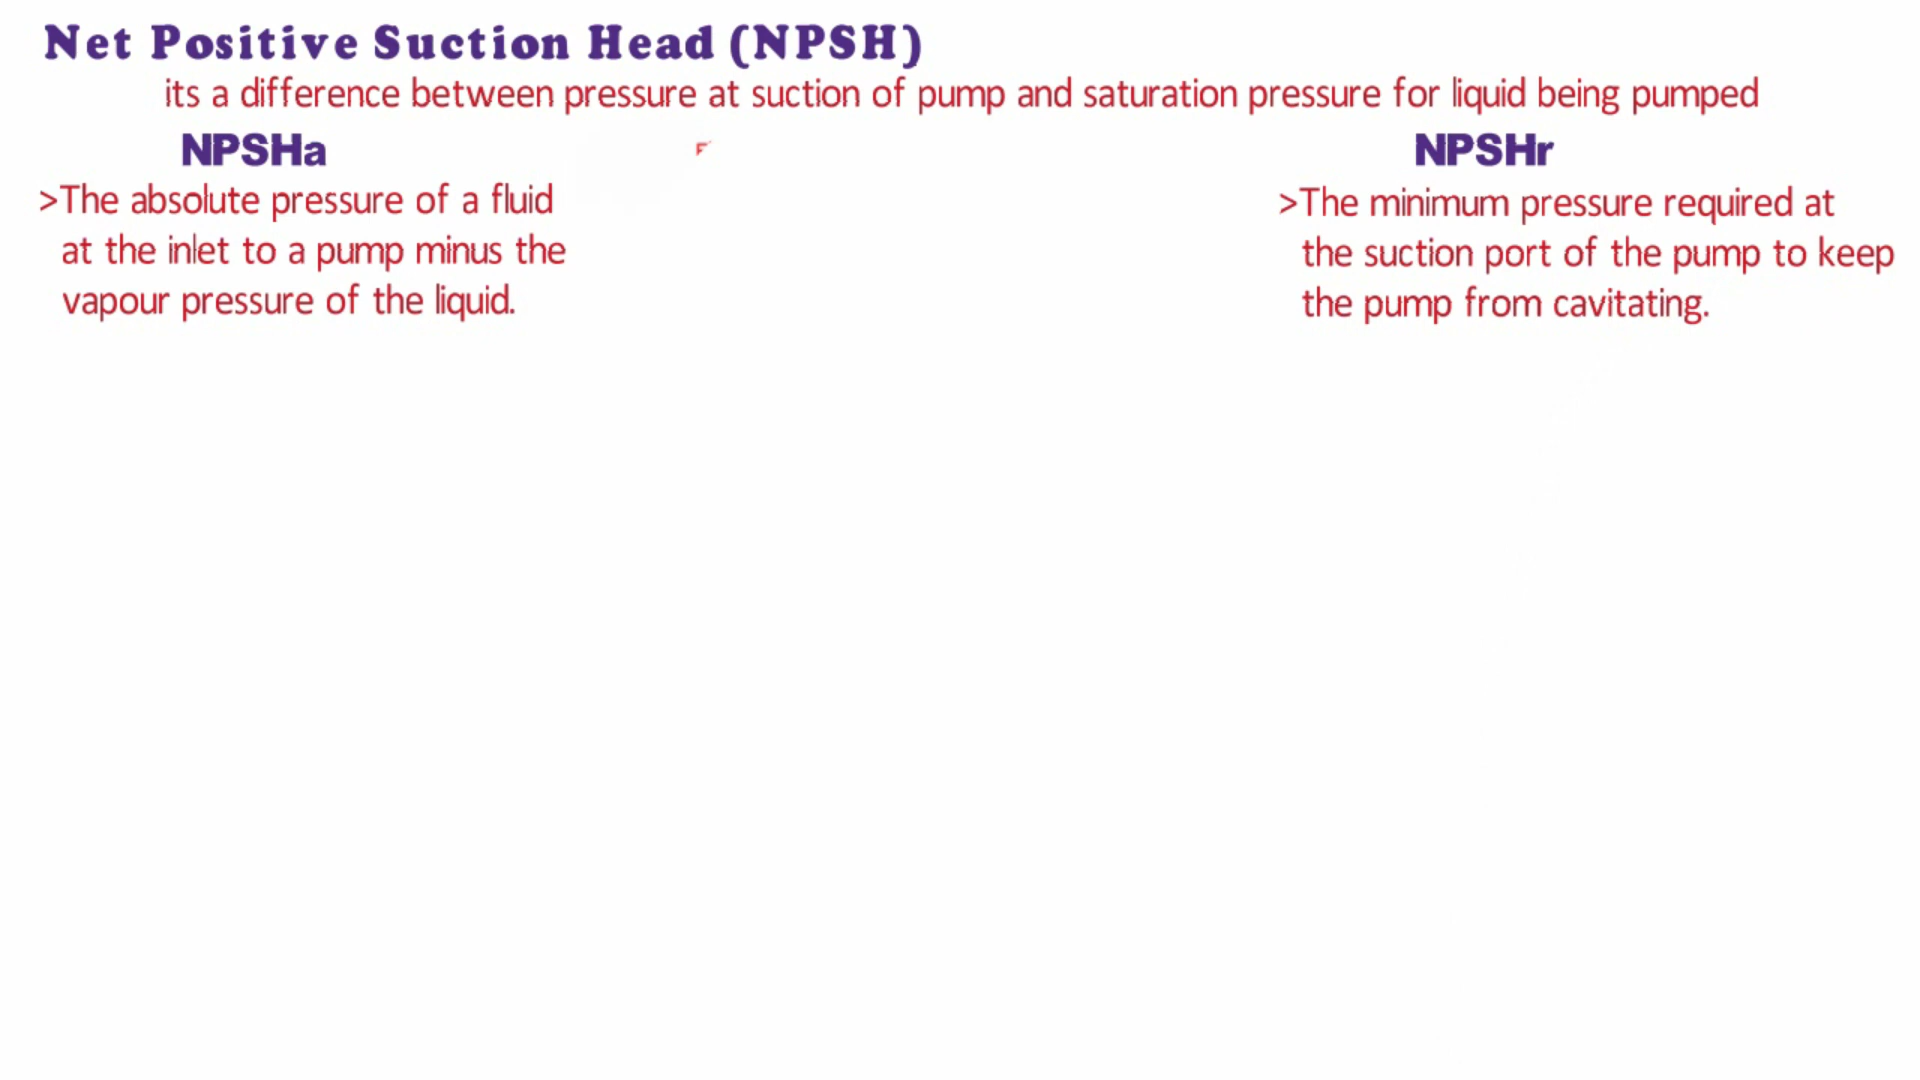 Net Positive Suction Head (NPSH)
its a difference between pressure at suction of pump and saturation pressure for liquid being pumped
NPSHa
>The absolute pressure of a fluid
at the inlet to a pump minus the
vapour pressure of the liquid.
NPSHr
>The minimum pressure required at
the suction port of the pump to keep
the pump from cavitating.